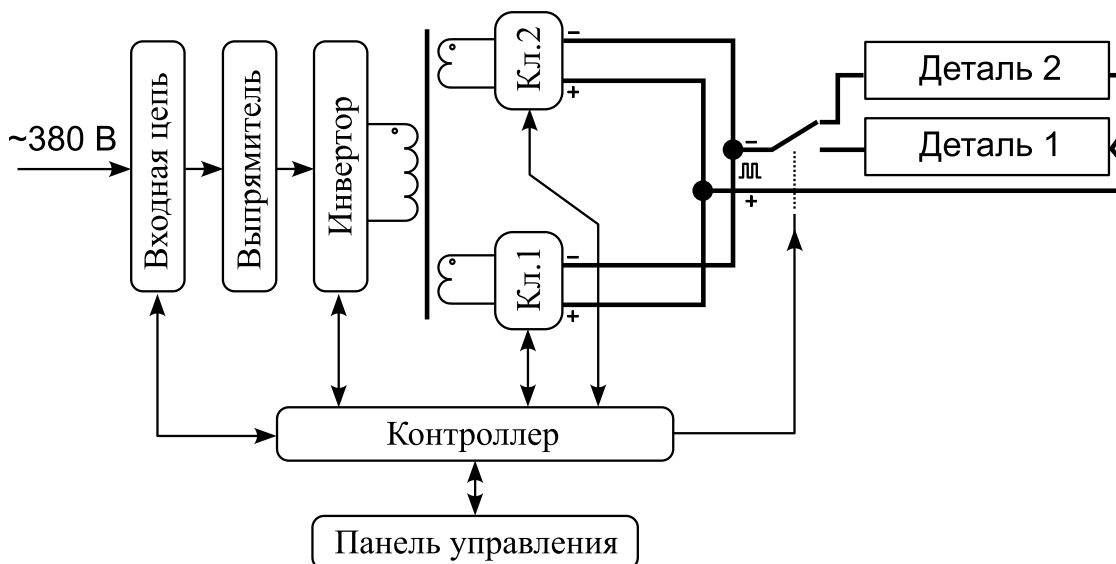 ~380 В
Входная цепь
Выпрямитель
Инвертор
Кл.2
−
+
Кл.1
−
+
−
+
Деталь 2
Деталь 1
Контроллер
Панель управления